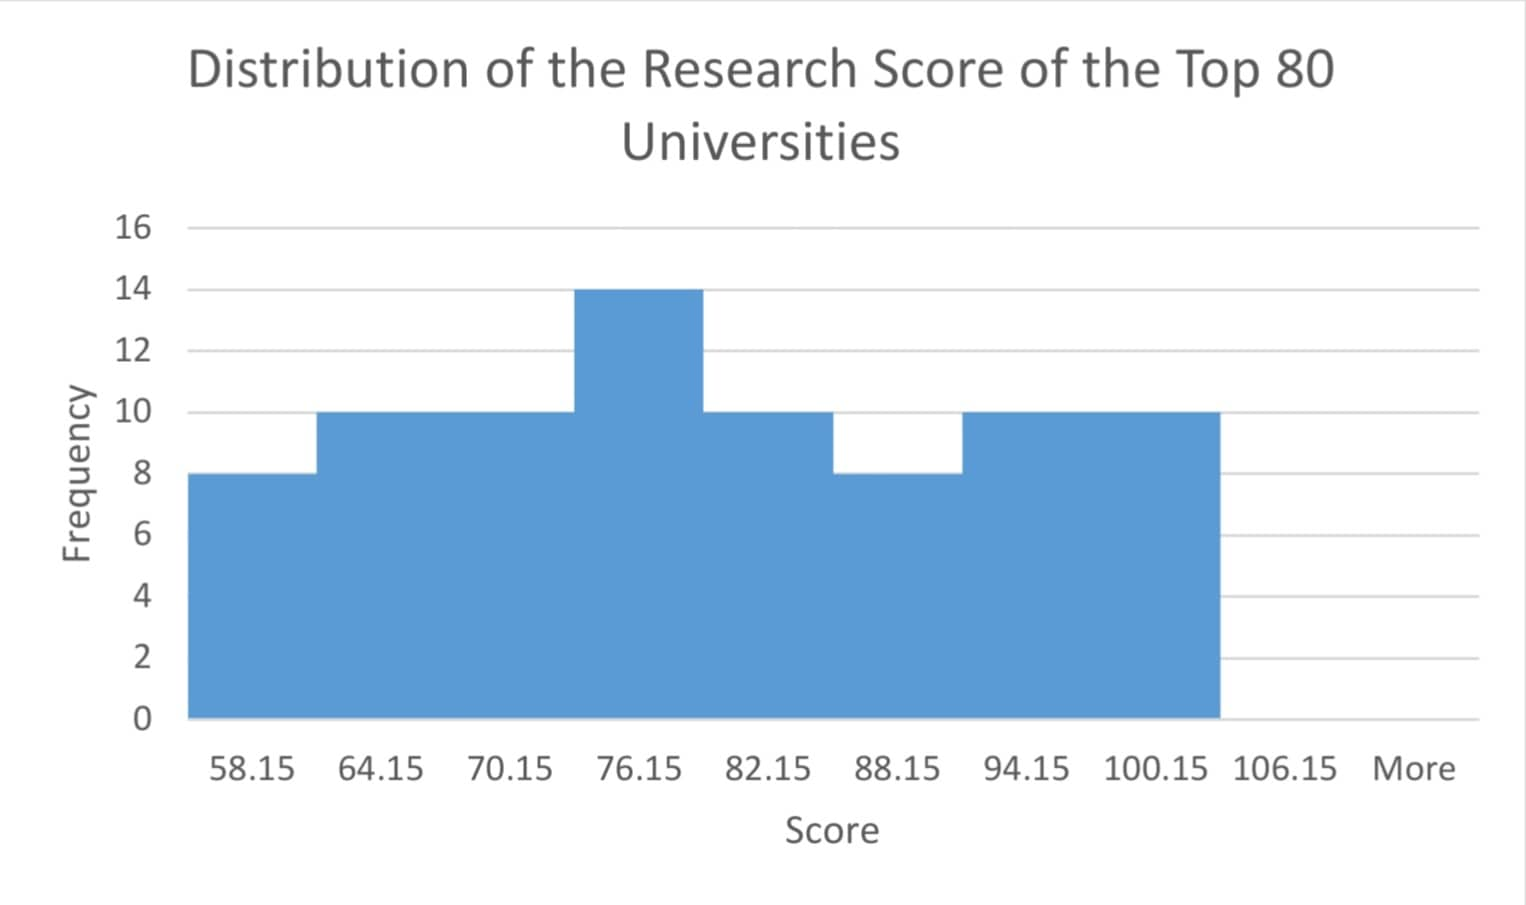 Distribution of the Research Score of the Top 80
Universities
16
14
12
10
8
6
4
2
0
Frequency
58.15 64.15 70.15 76.15 82.15 88.15 94.15 100.15 106.15 More
Score